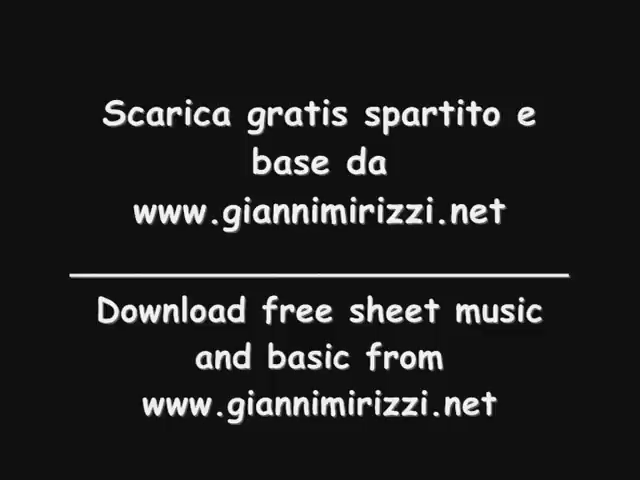 Scarica gratis spartito e
base da
www.giannimirizzi.net
Download free sheet music
and basic from
www.giannimirizzi.net